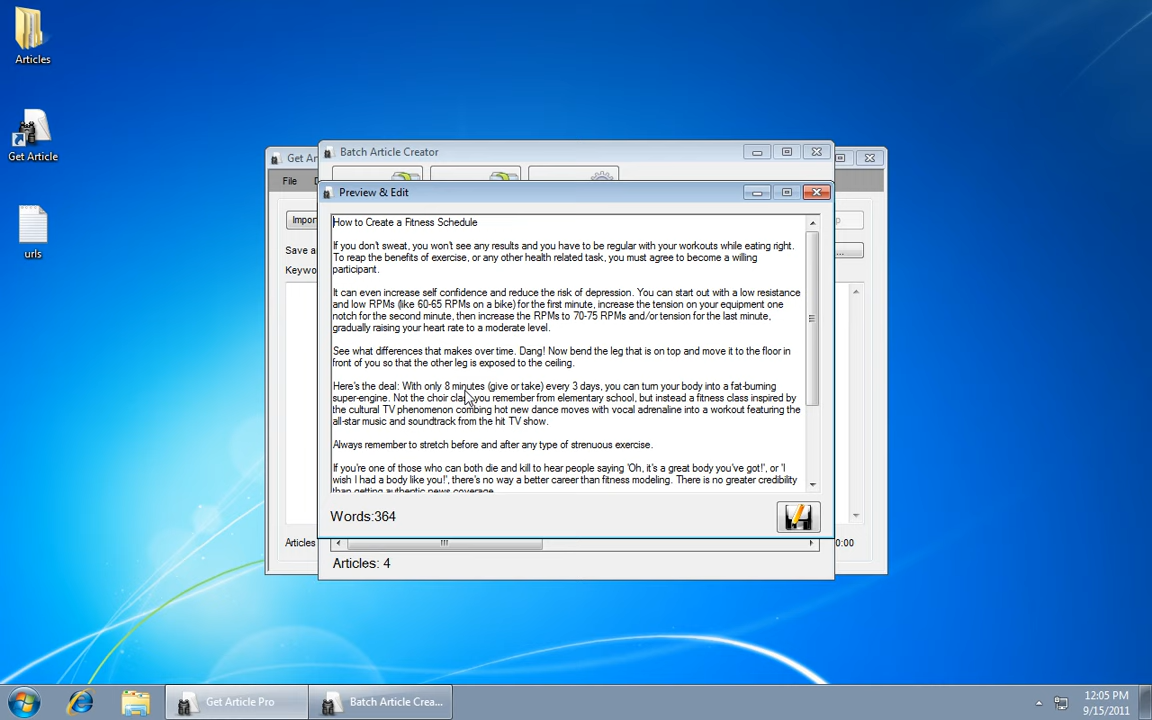 Articles
Get Article
urls
Get Ar
File
D
Impor
Save a
Keywo
Articles
...
0:00
Batch Article Creator
Preview & Edit
How to Create a Fitness Schedule
If you don't sweat, you won't see any results and you have to be regular with your workouts while eating right.
To reap the benefits of exercise, or any other health related task, you must agree to become a willing
participant.
It can even increase self confidence and reduce the risk of depression. You can start out with a low resistance
and low RPMs (like 60-65 RPMs on a bike) for the first minute, increase the tension on your equipment one
notch for the second minute, then increase the RPMs to 70-75 RPMs and/or tension for the last minute,
gradually raising your heart rate to a moderate level.
See what differences that makes over time. Dang! Now bend the leg that is on top and move it to the floor in
front of you so that the other leg is exposed to the ceiling.
Here's the deal: With only 8 minutes (give or take) every 3 days, you can turn your body into a fat-burning
super-engine. Not the choir cla you remember from elementary school, but instead a fitness class inspired by
the cultural TV phenomenon combing hot new dance moves with vocal adrenaline into a workout featuring the
all-star music and soundtrack from the hit TV show.
Always remember to stretch before and after any type of strenuous exercise.
If you're one of those who can both die and kill to hear people saying 'Oh, it's a great body you've got!', or 'I
wish I had a body like you!', there's no way a better career than fitness modeling. There is no greater credibility
than getting authentic news coverage.
Words:364
Articles: 4
Get Article Pro
Batch Article Crea...
12:05 PM
9/15/2011